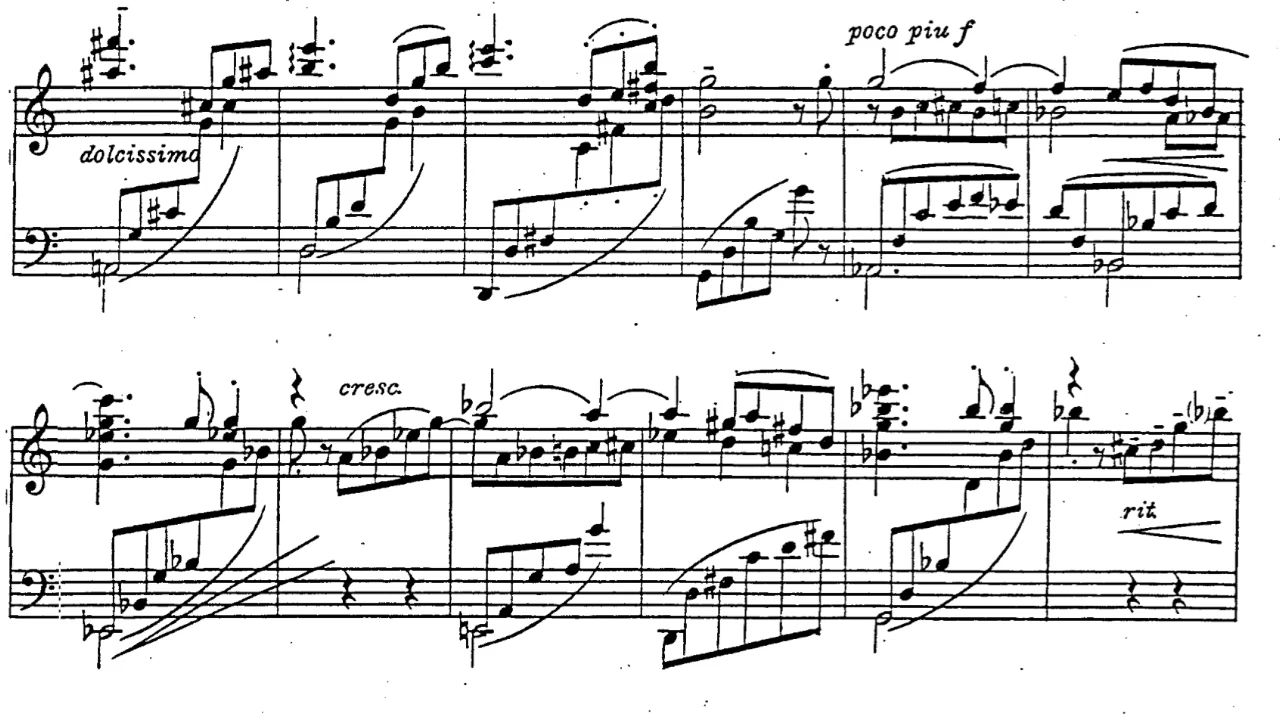 poco piu f
dolcissimo
cresc.
rit.